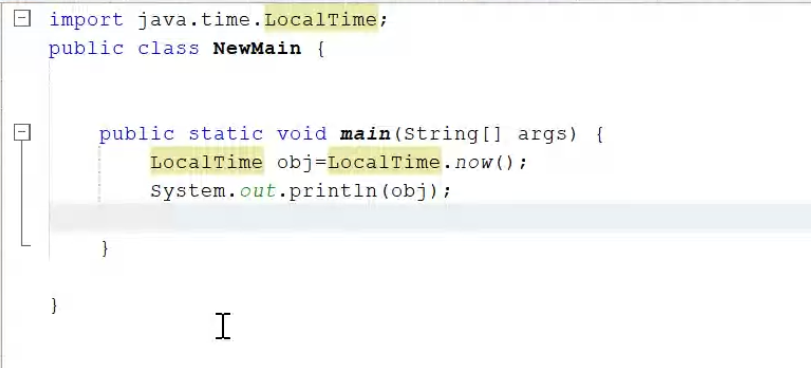 import java.time.LocalTime;
public class NewMain {
public static void main(String[] args) {
LocalTime obj=LocalTime.now();
System.out.println(obj);
}
}